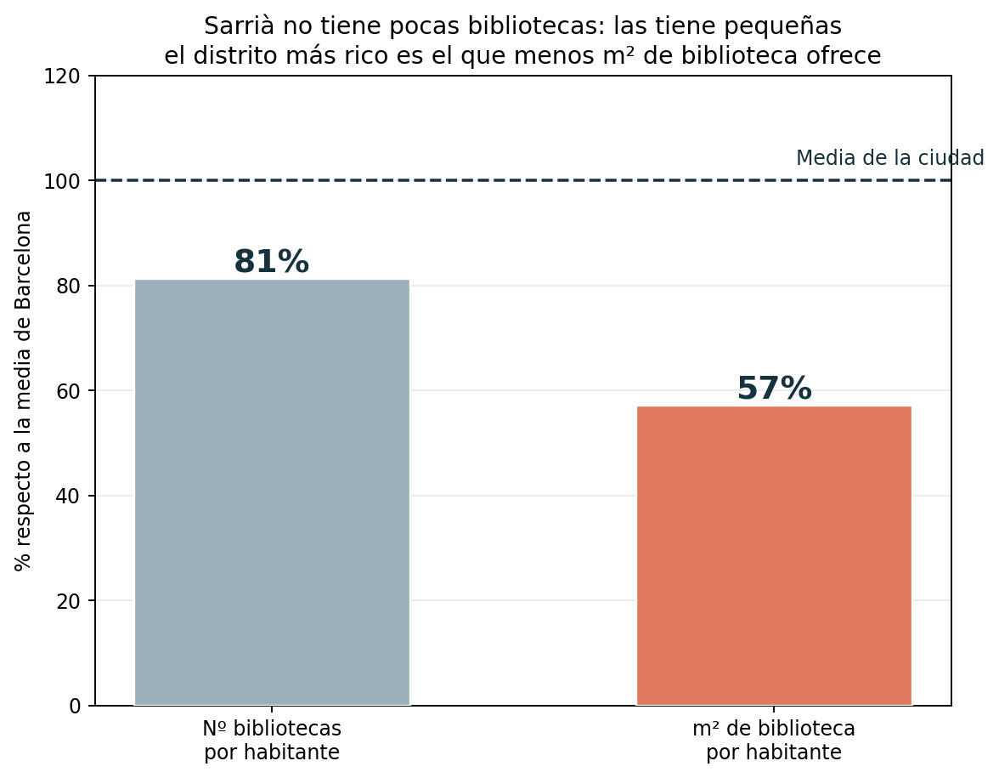 Sarrià no tiene pocas bibliotecas: las tiene pequeñas
el distrito más rico es el que menos m² de biblioteca ofrece
120
Media de la ciudad
100
81%
80
57%
60
40
20
0
% respecto a la media de Barcelona
Nº bibliotecas
por habitante
m² de biblioteca
por habitante